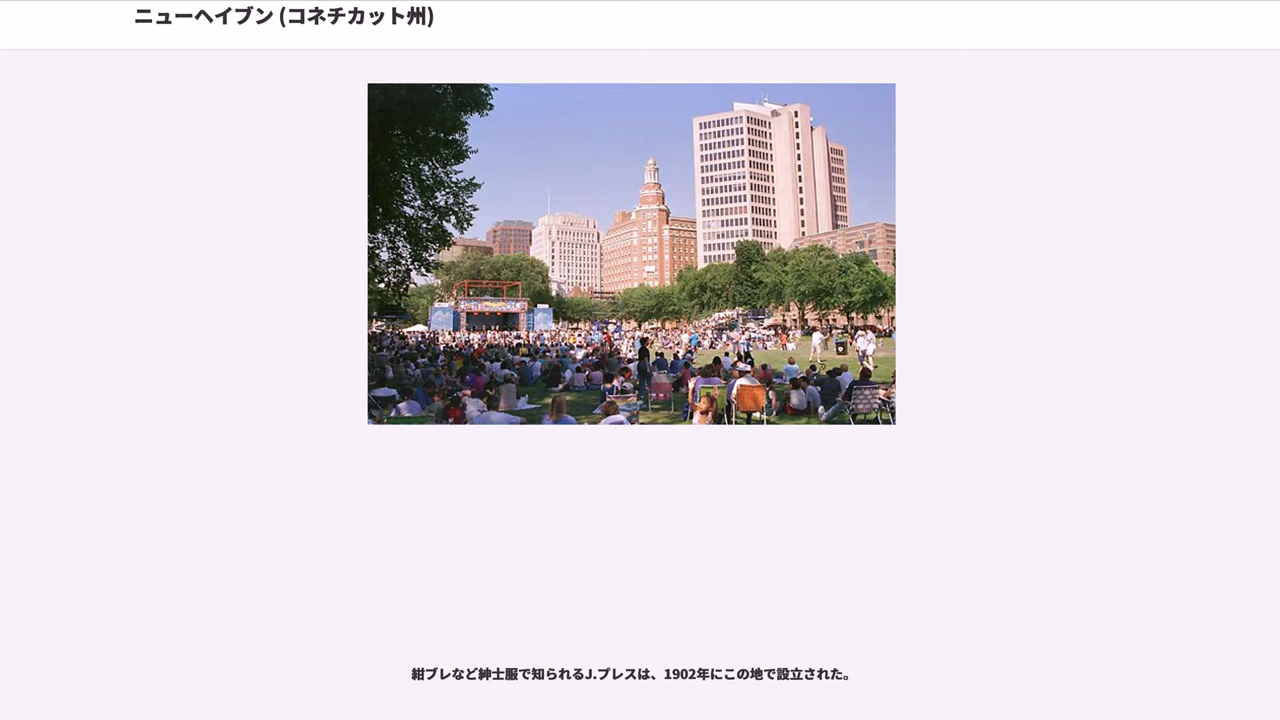 ニューヘイブン (コネチカット州)
紺ブレなど紳士服で知られるJ.プレスは、1902年にこの地で設立された。